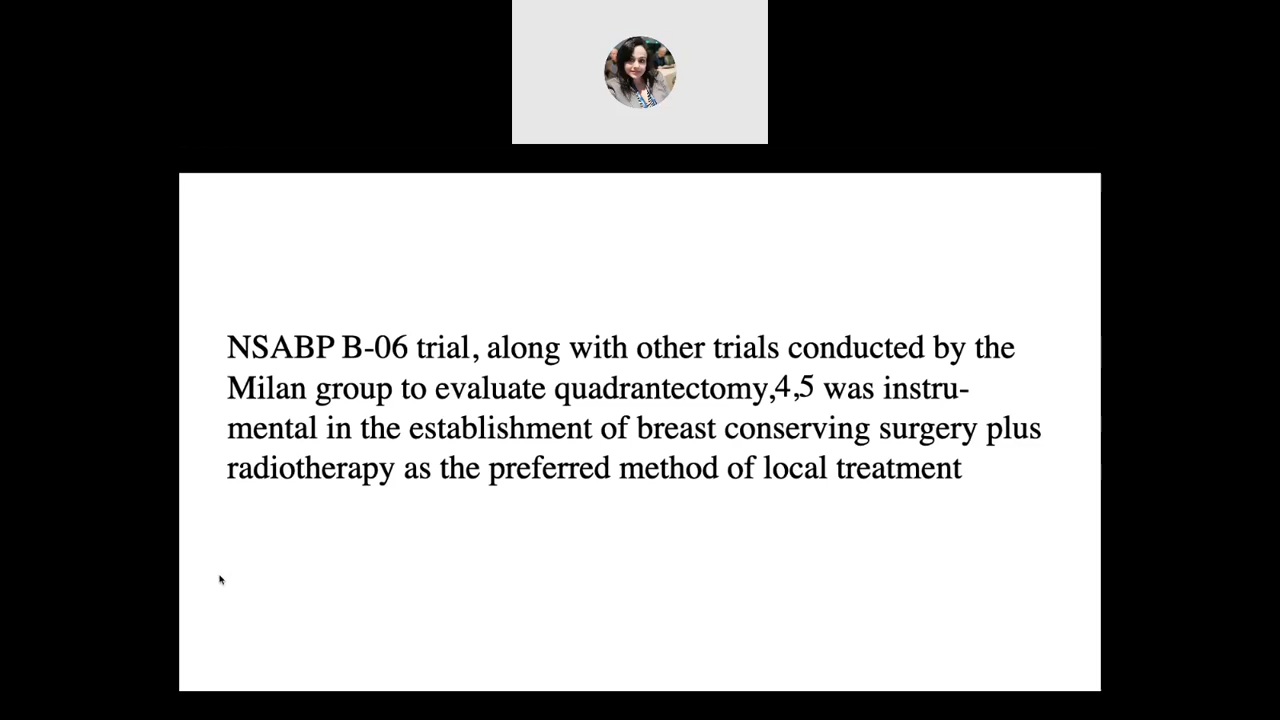 NSABP B-06 trial, along with other trials conducted by the
Milan group to evaluate quadrantectomy,4,5 was instru-
mental in the establishment of breast conserving surgery plus
radiotherapy as the preferred method of local treatment